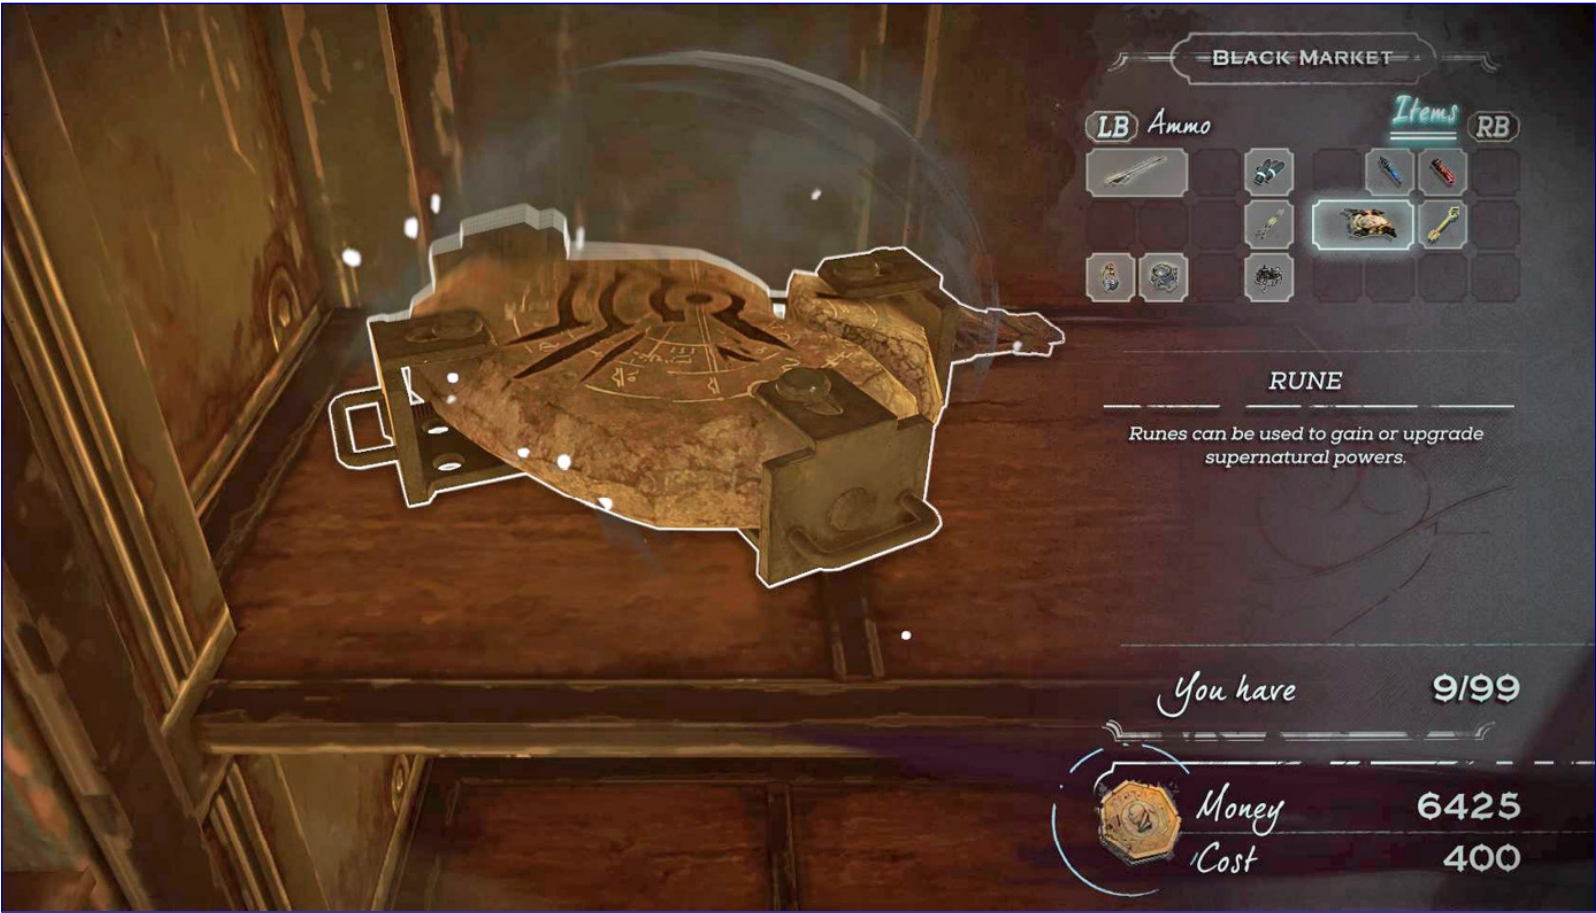 BLACK MARKET
LB Ammo Items RB
RUNE
Runes can be used to gain or upgrade
supernatural powers.
You have 9/99
Money 6425
Cost 400